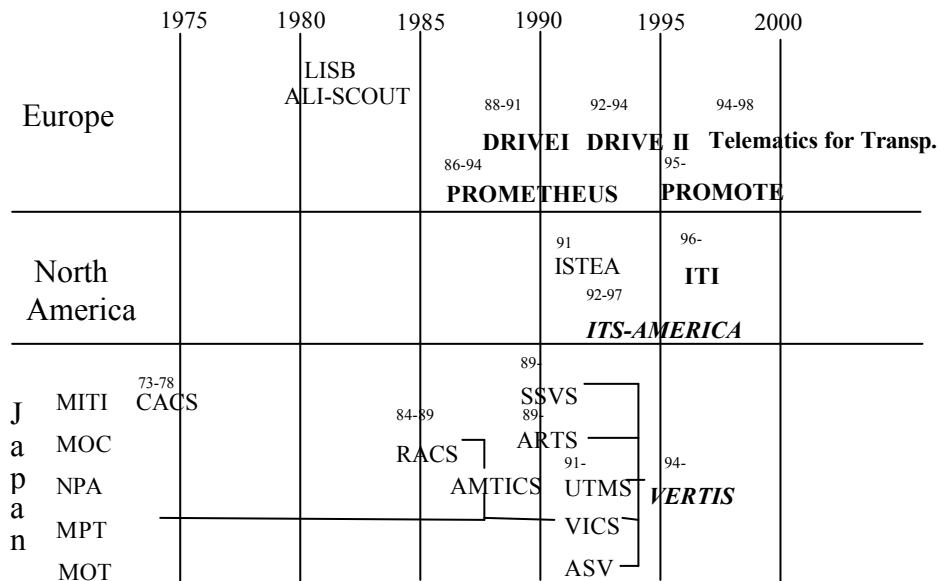 1975 1980 1985 1990 1995 2000
LISB
ALI-SCOUT
Europe
88-91 92-94 94-98
DRIVEI DRIVE II Telematics for Transp.
86-94 95-
PROMETHEUS PROMOTE
91 96-
North ISTEA ITI
America
92-97
ITS-AMERICA
Japan
89-
73-78
MITI CACS SSVS
84-89 89-
MOC RACS ARTS
91- 94-
NPA AMTICS UTMS VERTIS
MPT VICS
MOT ASV